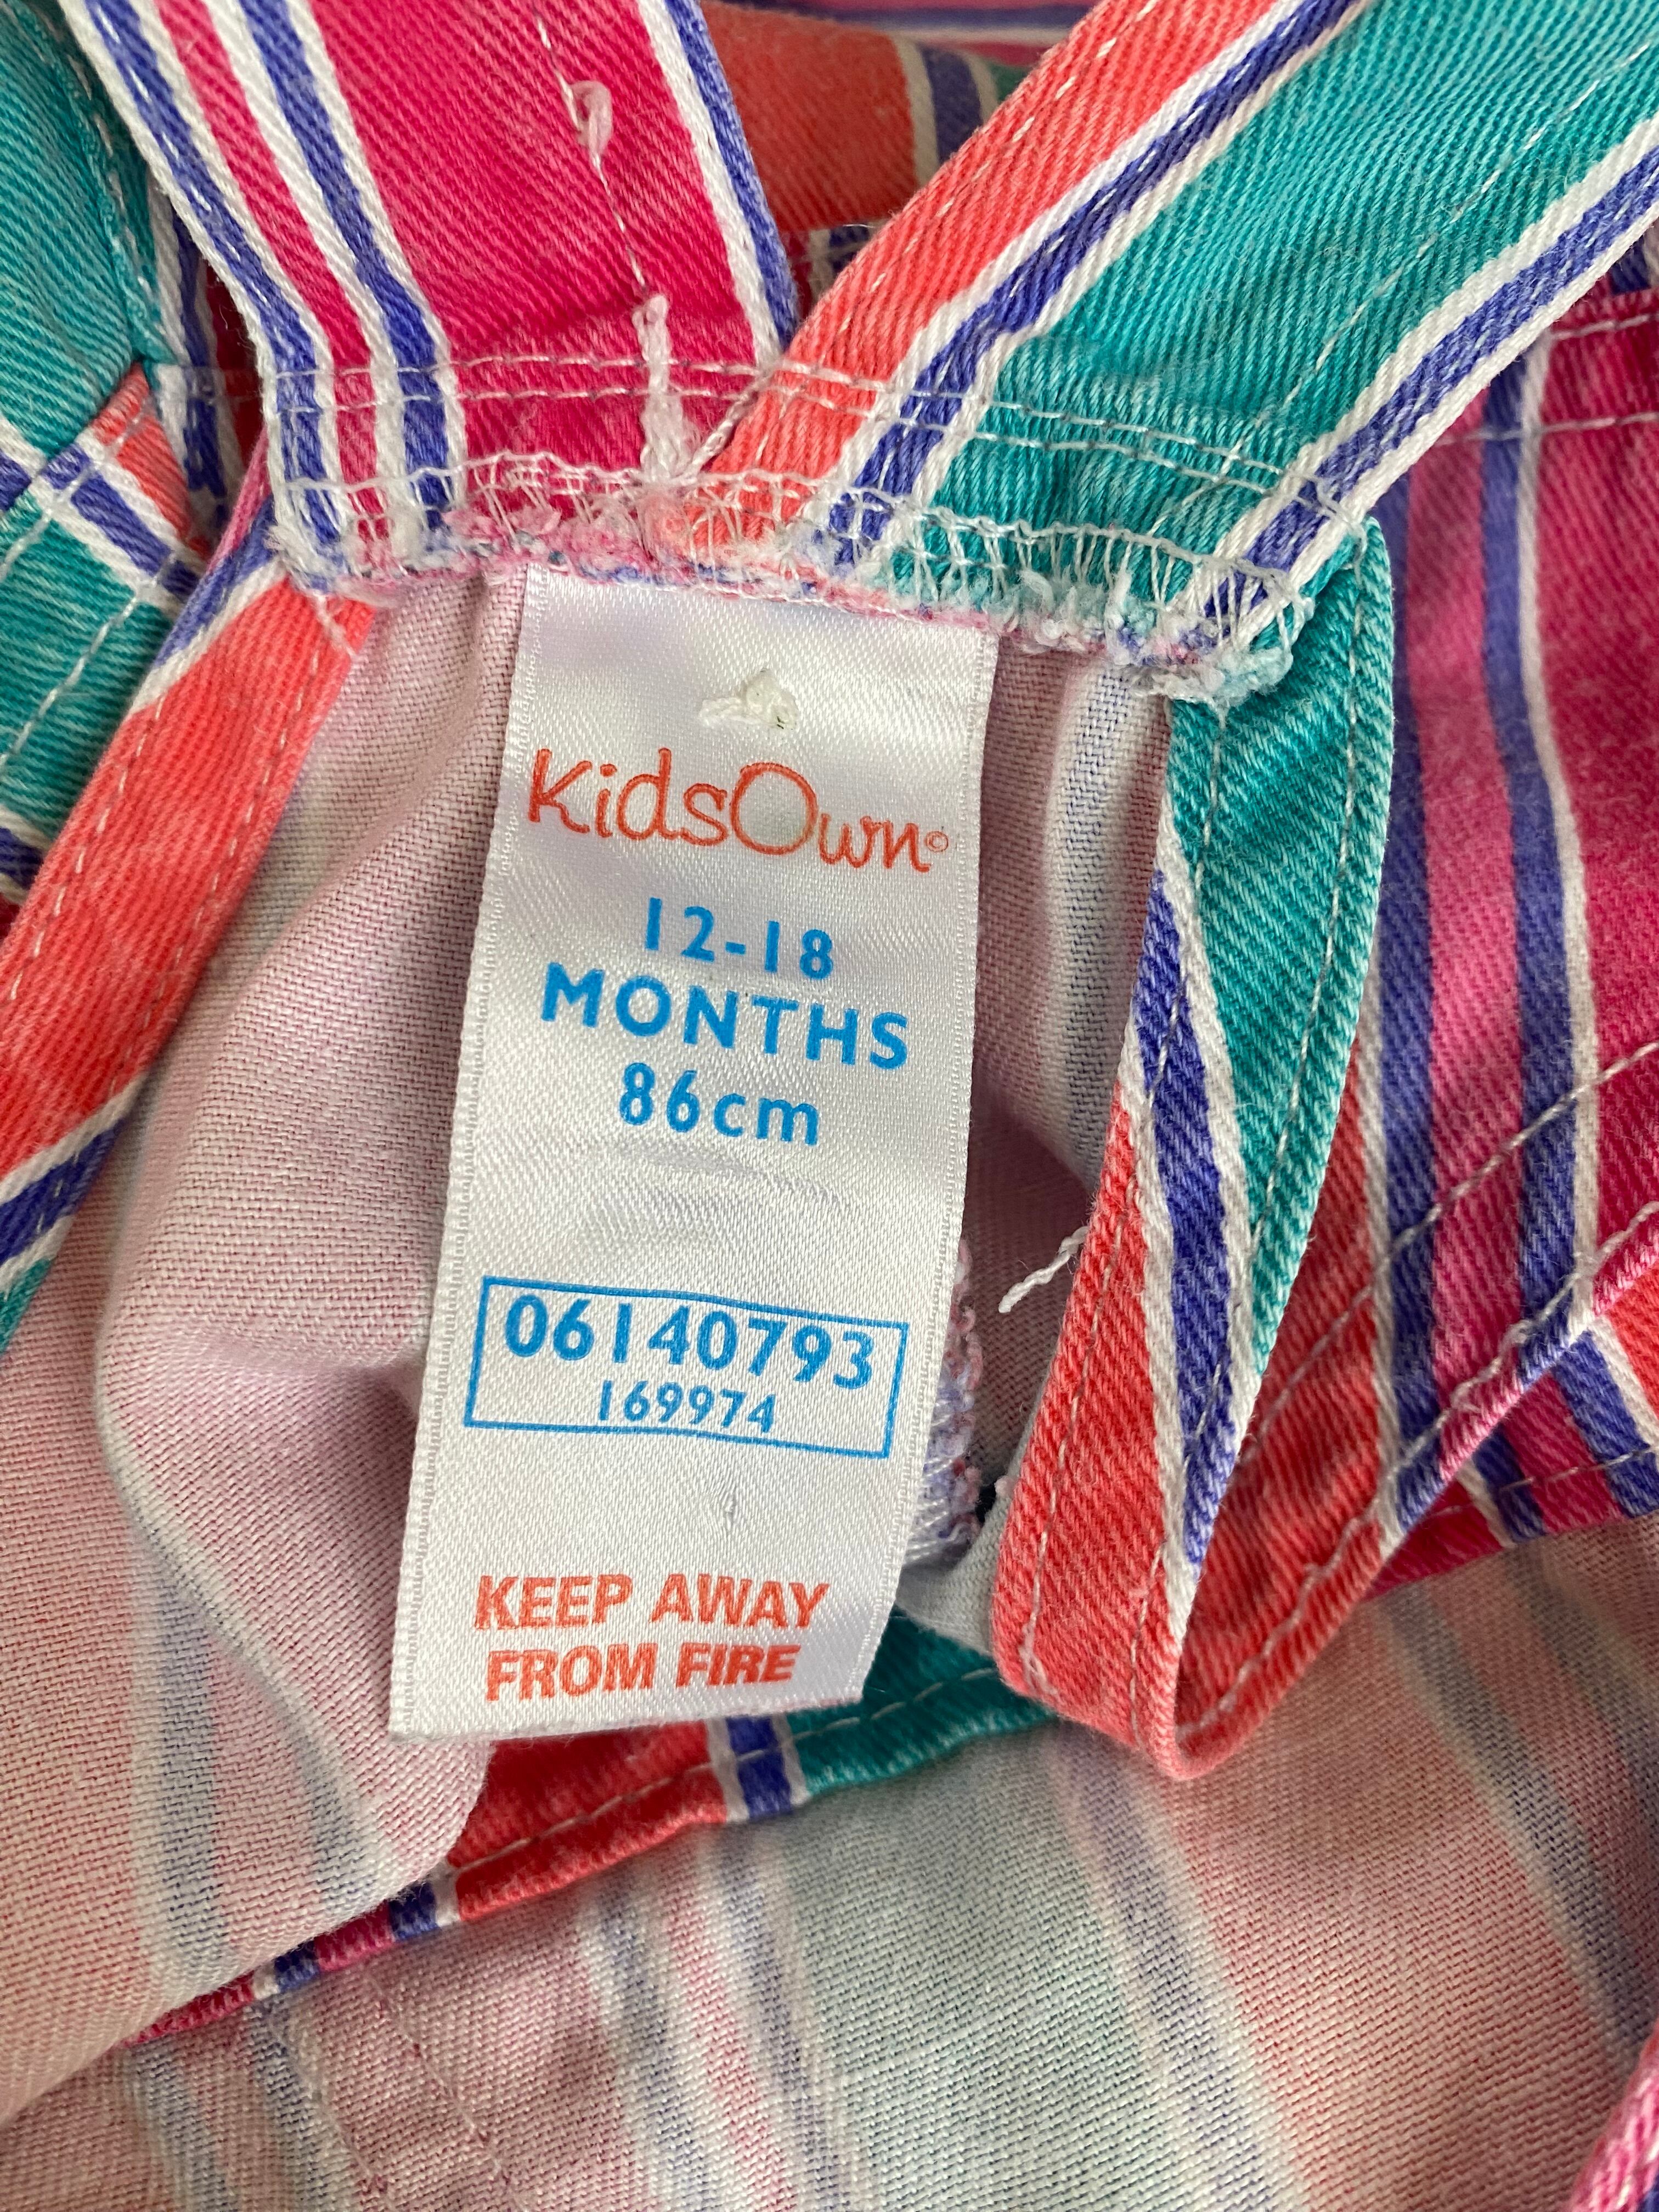 KidsOwn©
12-18
MONTHS
86cm
06140793
169974
KEEP AWAY
FROM FIRE